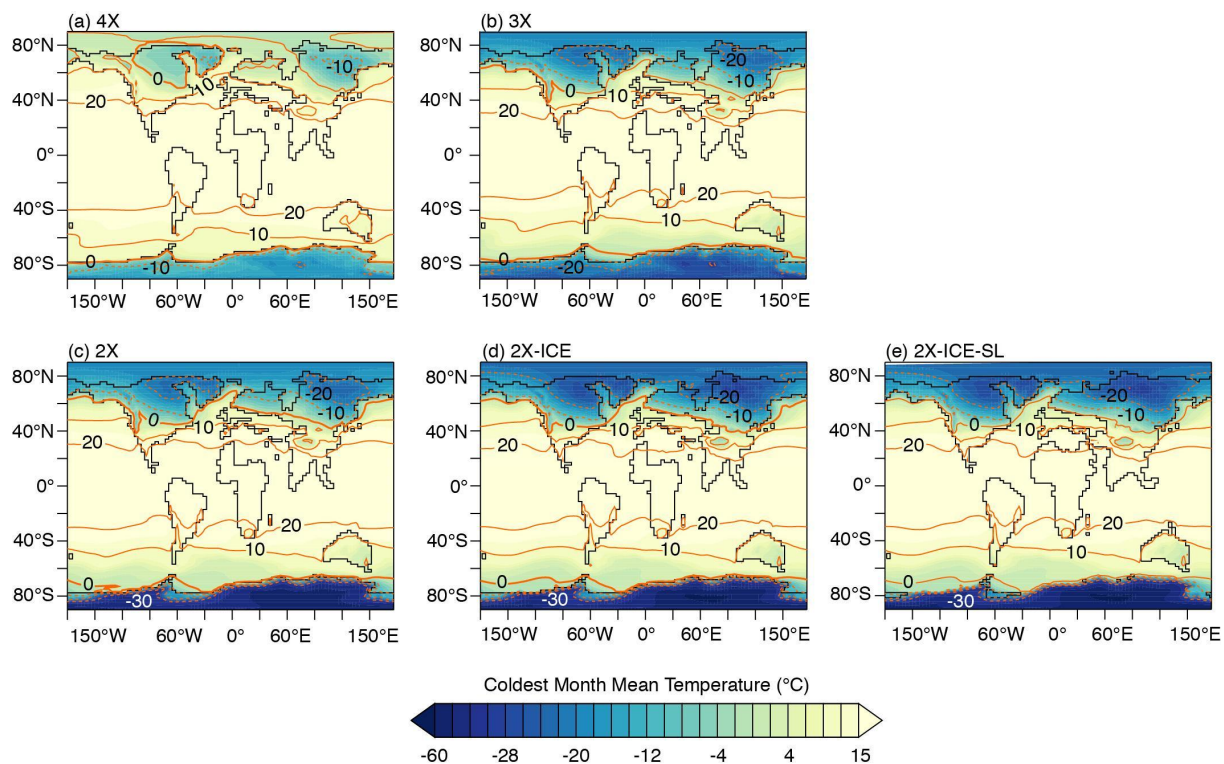 (a) 4X
(b) 3X
80°N
40°N
0°
40°S
80°S
0
10
-10
20
20
10
0
-10
150°W 60°W 0° 60°E 150°E
80°N
40°N
0°
40°S
80°S
-20
-10
0
10
20
20
10
0
-20
150°W 60°W 0° 60°E 150°E
(c) 2X
(d) 2X-ICE
(e) 2X-ICE-SL
80°N
40°N
0°
40°S
80°S
-20
-10
0
10
20
20
10
0
-30
150°W 60°W 0° 60°E 150°E
80°N
40°N
0°
40°S
80°S
-20
-10
0
10
20
20
10
0
-30
150°W 60°W 0° 60°E 150°E
80°N
40°N
0°
40°S
80°S
-20
-10
0
10
20
20
10
0
-30
150°W 60°W 0° 60°E 150°E
Coldest Month Mean Temperature (°C)
-60 -28 -20 -12 -4 4 15